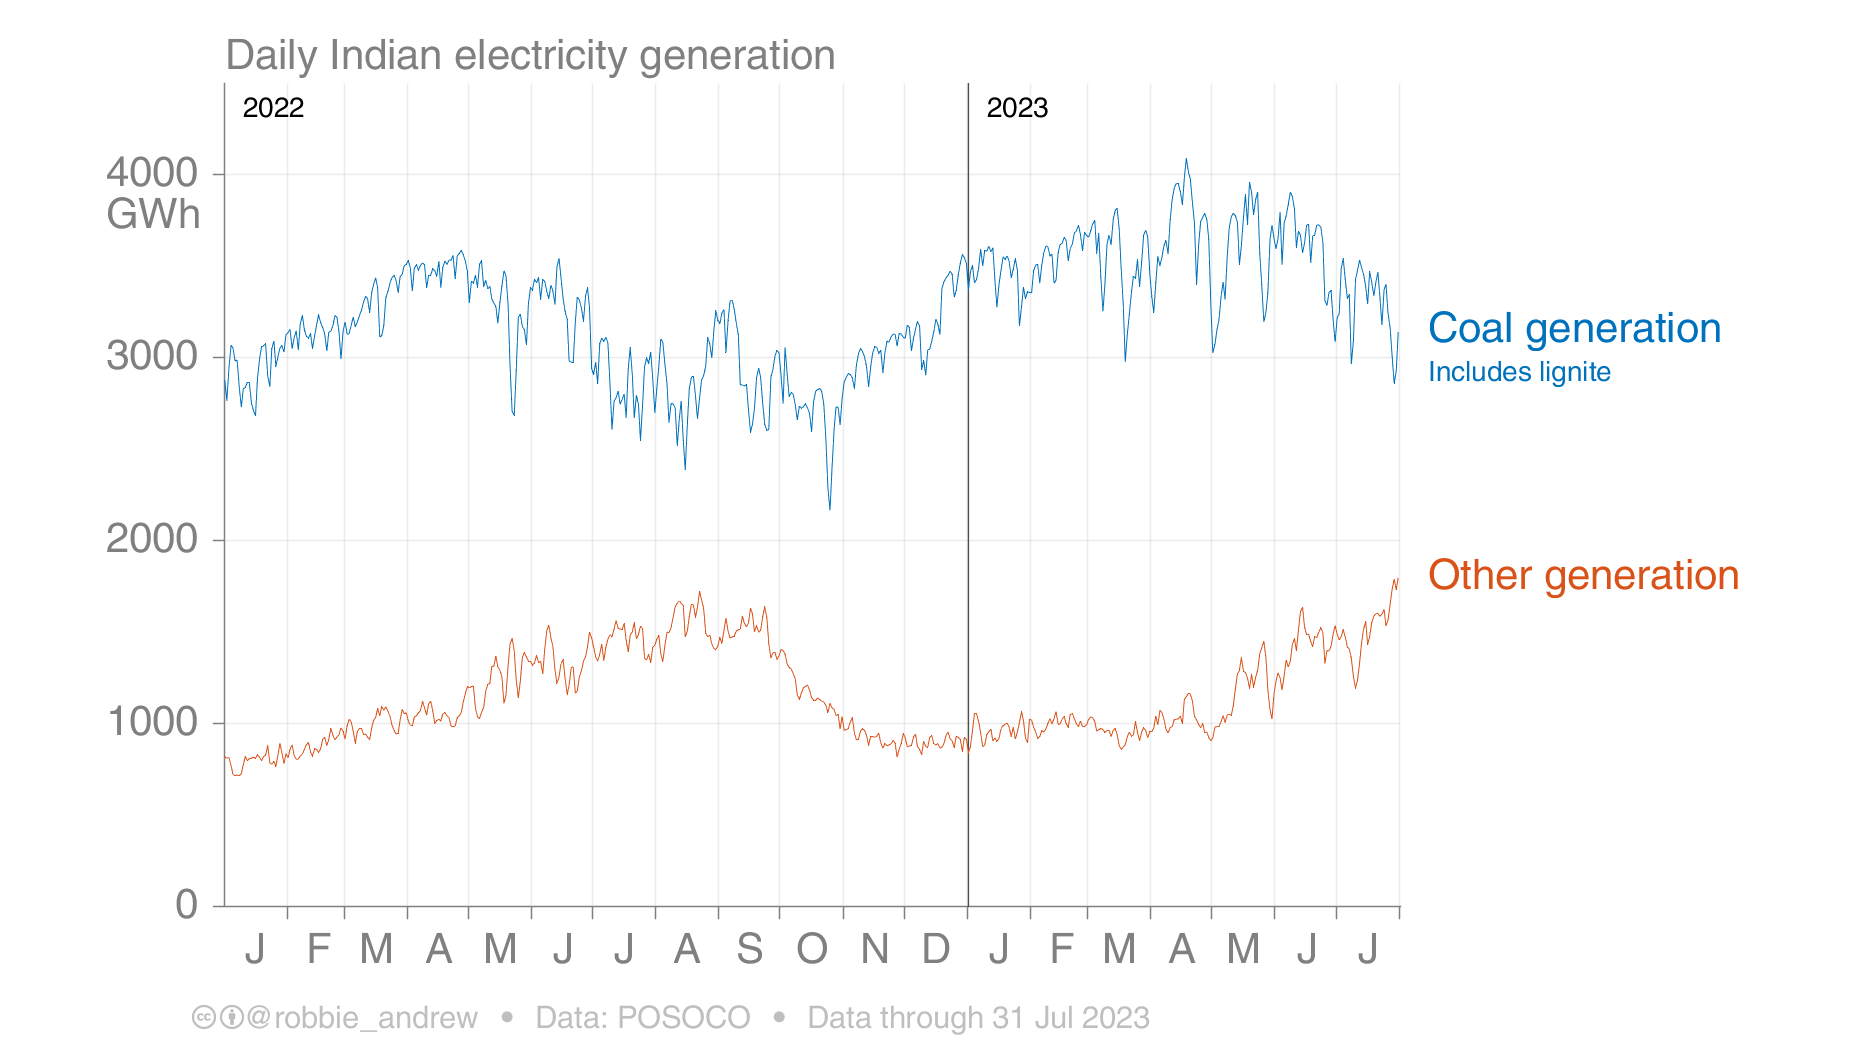 Daily Indian electricity generation
2022
2023
4000
GWh
3000
2000
1000
0
Coal generation
Includes lignite
Other generation
J F M A M J J A S O N D J F M A M J J
cc @robbie_andrew • Data: POSOCO • Data through 31 Jul 2023